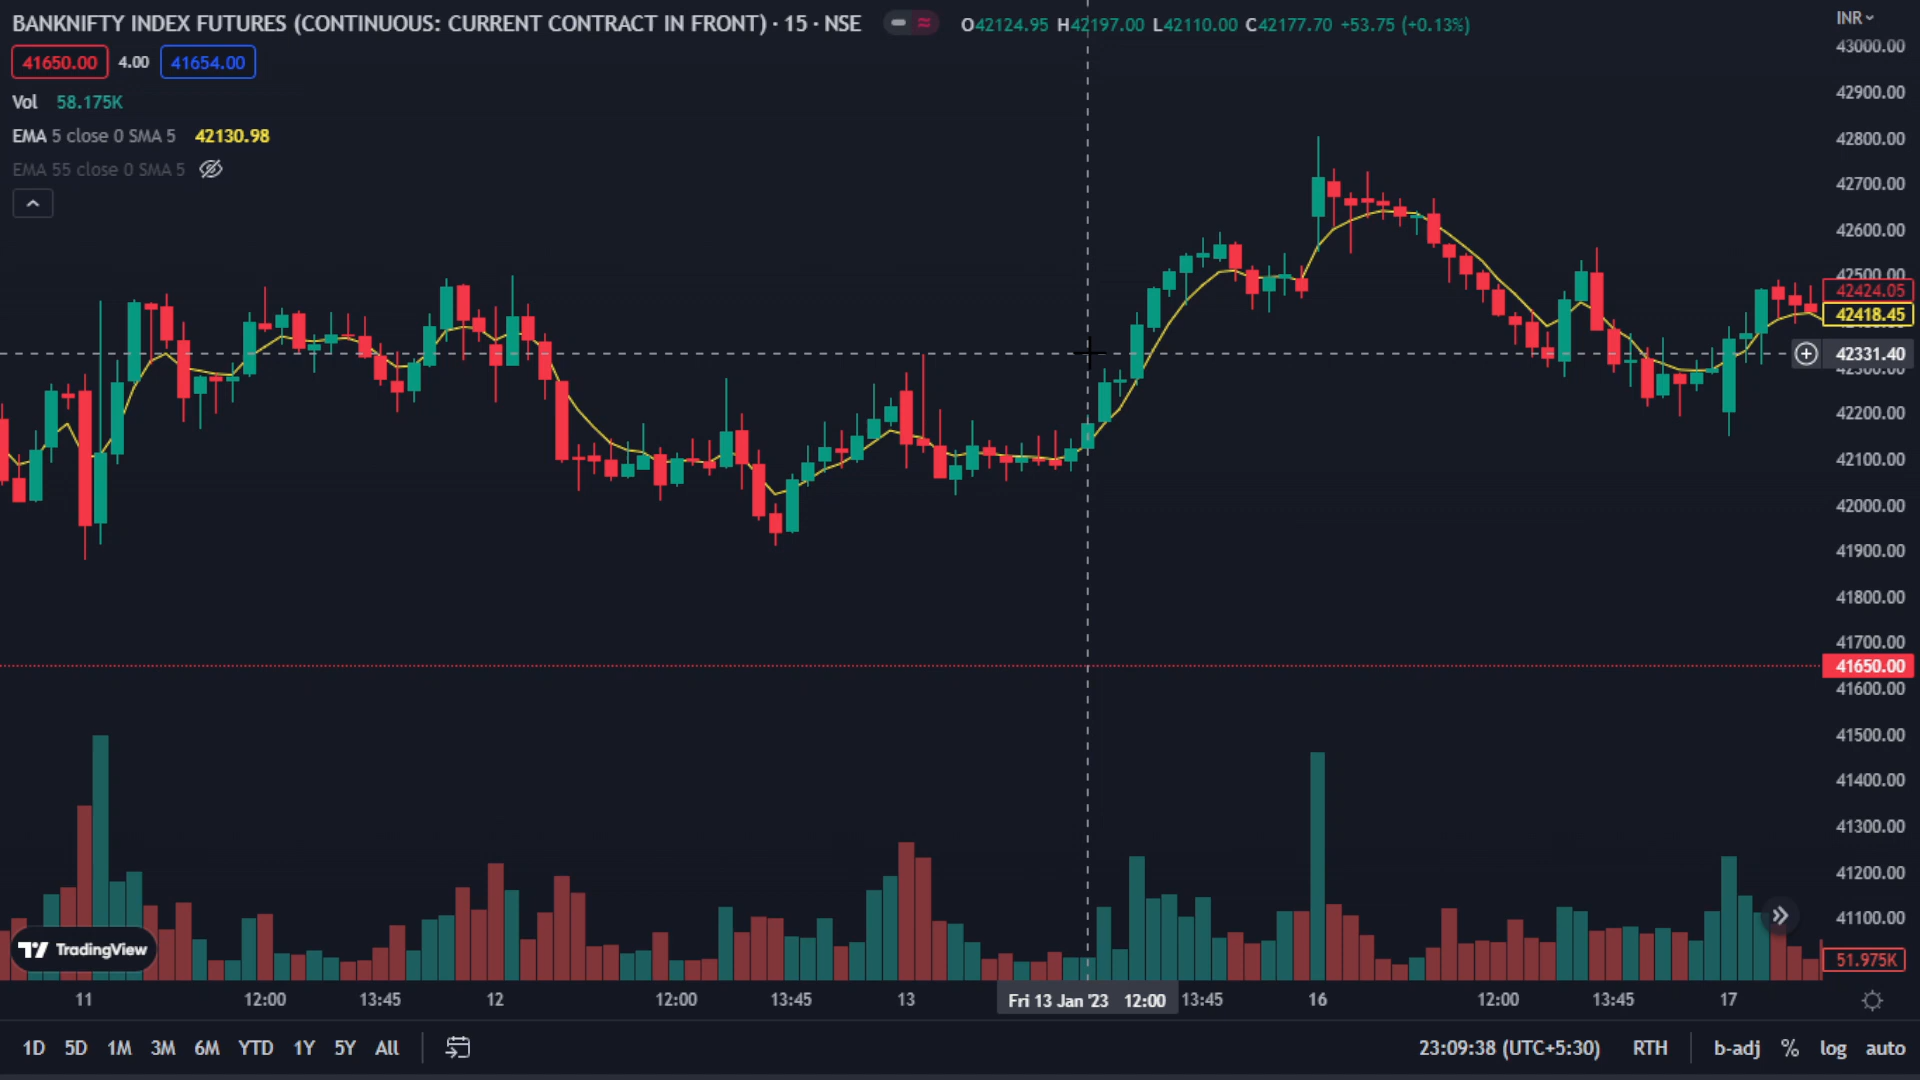 BANKNIFTY INDEX FUTURES (CONTINUOUS: CURRENT CONTRACT IN FRONT) · 15 · NSE O42124.95 H42197.00 L42110.00 C42177.70 +53.75 (+0.13%)
INR
41650.00 4.00 41654.00
Vol 58.175K
EMA 5 close 0 SMA 5 42130.98
EMA 55 close 0 SMA 5
43000.00
42900.00
42800.00
42700.00
42600.00
42500.00
42424.05
42418.45
42331.40
42300.00
42200.00
42100.00
42000.00
41900.00
41800.00
41700.00
41650.00
41600.00
41500.00
41400.00
41300.00
41200.00
41100.00
51.975K
TradingView
11 12:00 13:45 12 12:00 13:45 13 Fri 13 Jan '23 12:00 13:45 16 12:00 13:45 17
1D 5D 1M 3M 6M YTD 1Y 5Y All 23:09:38 (UTC+5:30) RTH b-adj % log auto